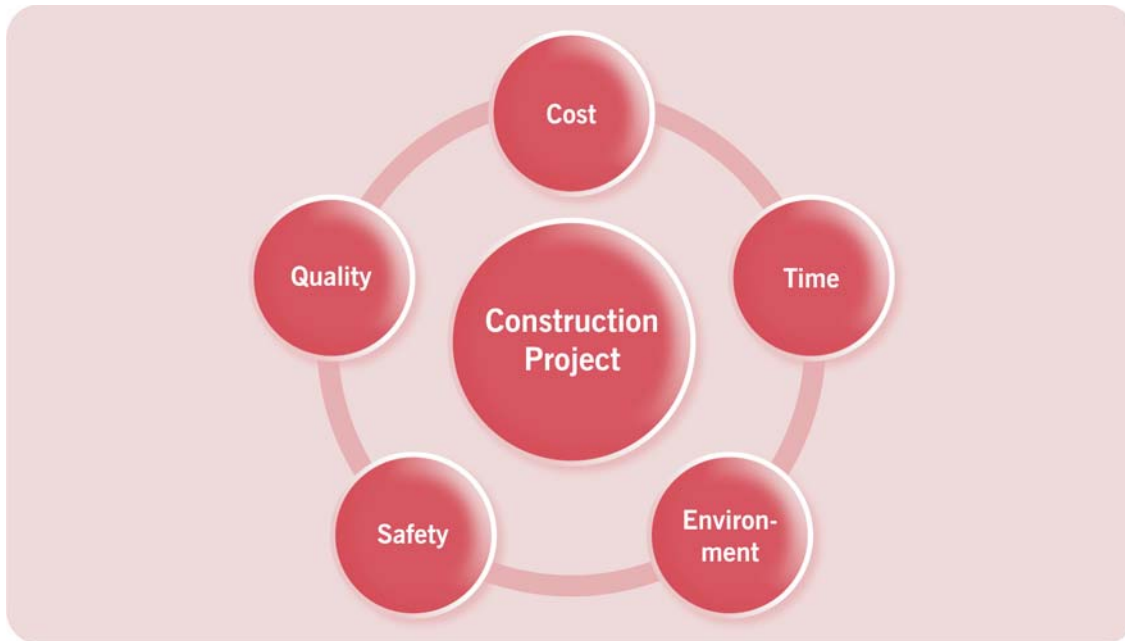 Cost
Quality
Time
Construction
Project
Safety
Environ-
ment